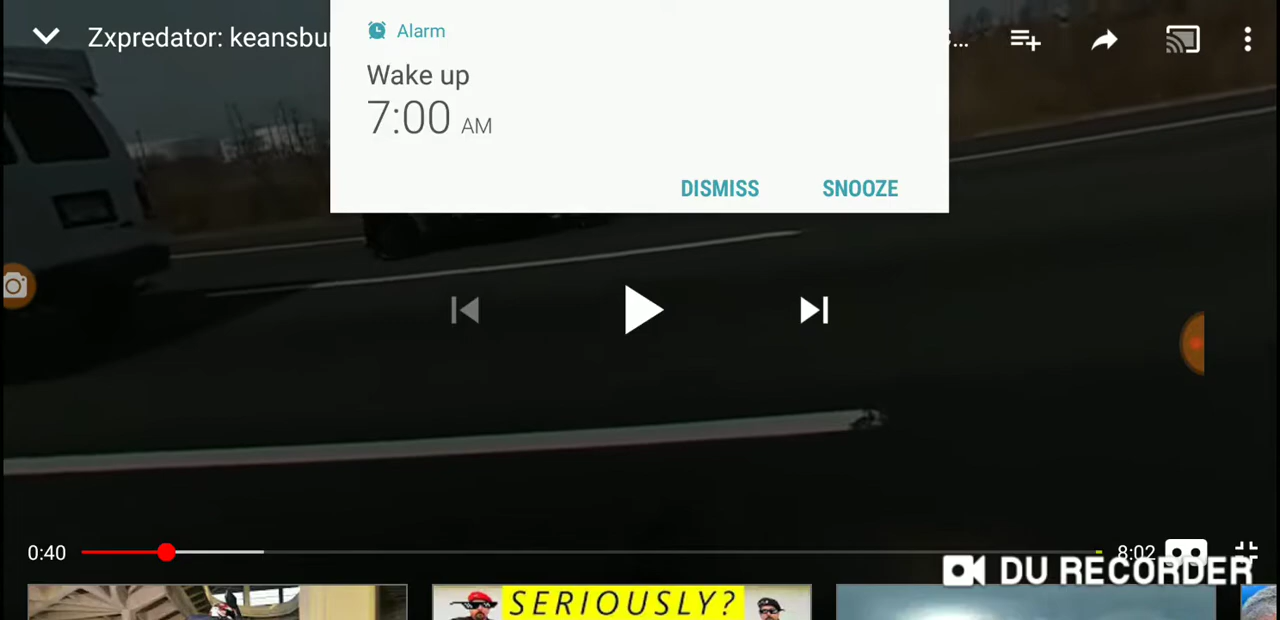 Alarm
Zxpredator: keansbu
...
Wake up
7:00 AM
DISMISS SNOOZE
0:40
8:02
DU RECORDER
SERIOUSLY?